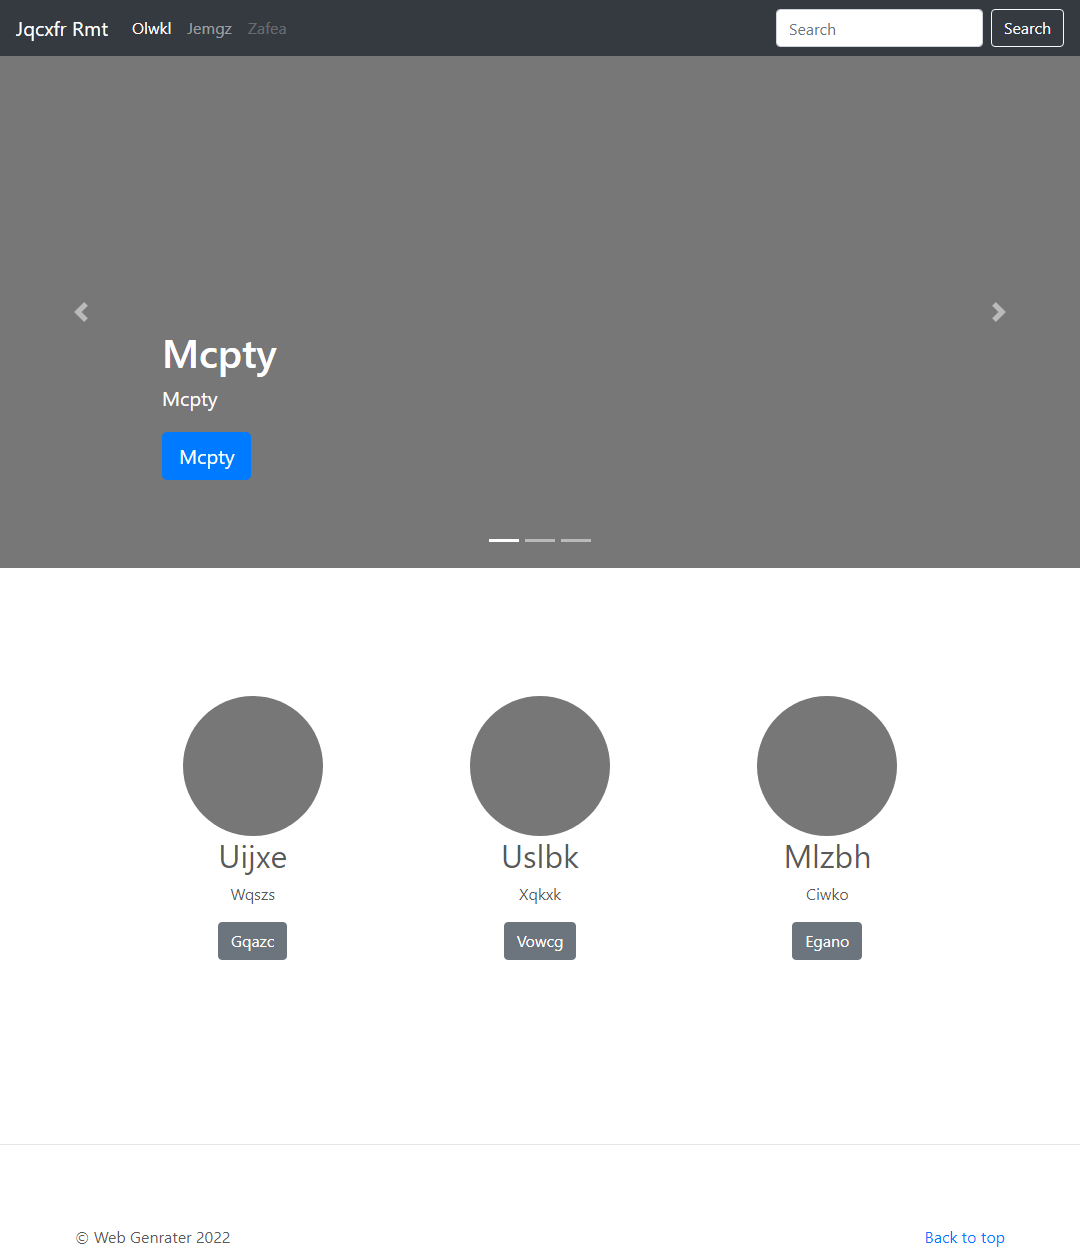 Jqcxfr Rmt Olwkl Jemgz Zafea Search Search
Mcpty
Mcpty
Mcpty
Uijxe Uslbk Mlzbh
Wqszs Xqkxk Ciwko
Gqazc Vowcg Egano
© Web Genrater 2022 Back to top